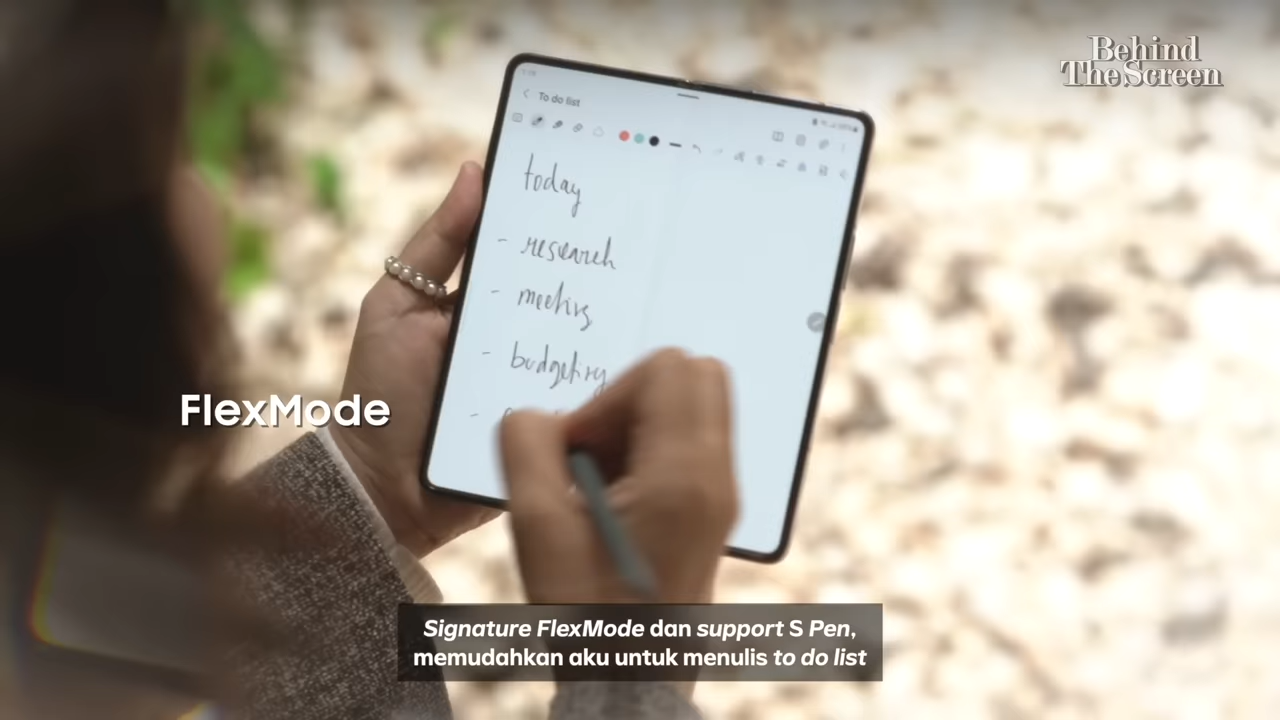 Behind
The Screen
To do list
today
- research
- meeting
- budgeting
-
FlexMode
Signature FlexMode dan support S Pen,
memudahkan aku untuk menulis to do list